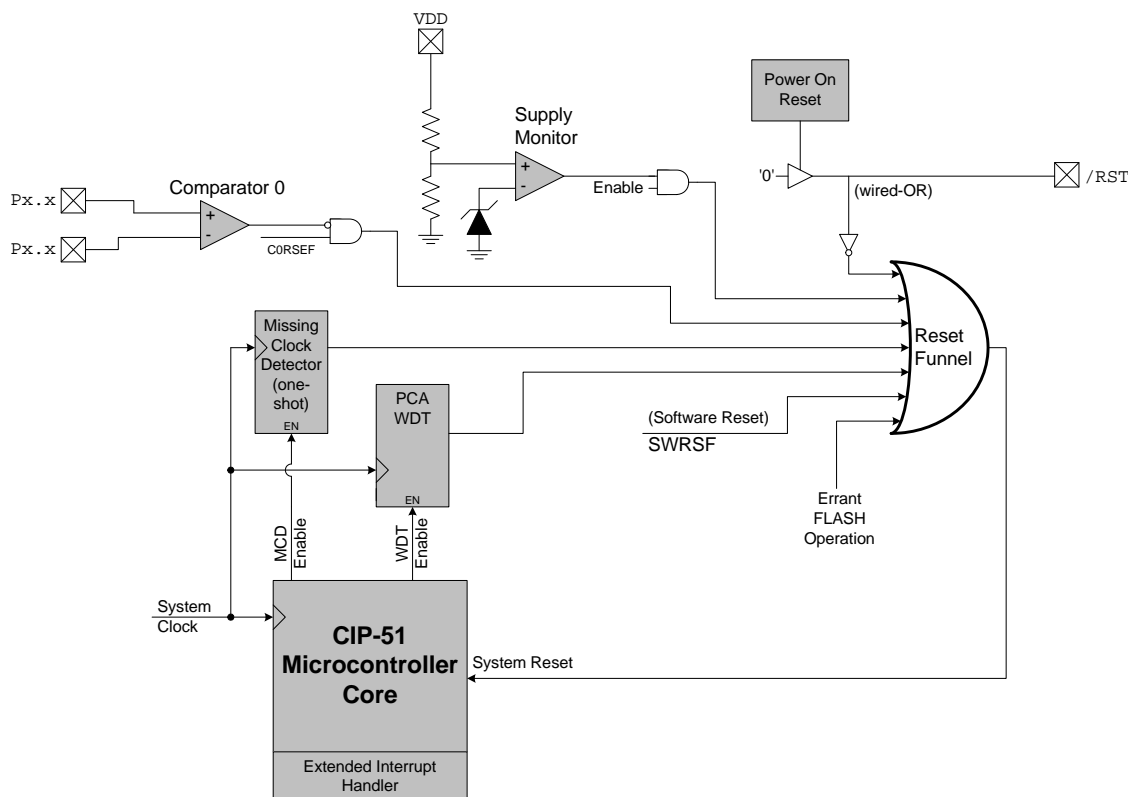 VDD
Power On
Reset
Supply
Monitor
+
-
Enable
'0'
(wired-OR)
/RST
Comparator 0
Px.x
Px.x
+
-
C0RSEF
Missing
Clock
Detector
(one-
shot)
EN
PCA
WDT
EN
Reset
Funnel
(Software Reset)
SWRSF
Errant
FLASH
Operation
MCD
Enable
WDT
Enable
System
Clock
CIP-51
Microcontroller
Core
System Reset
Extended Interrupt
Handler